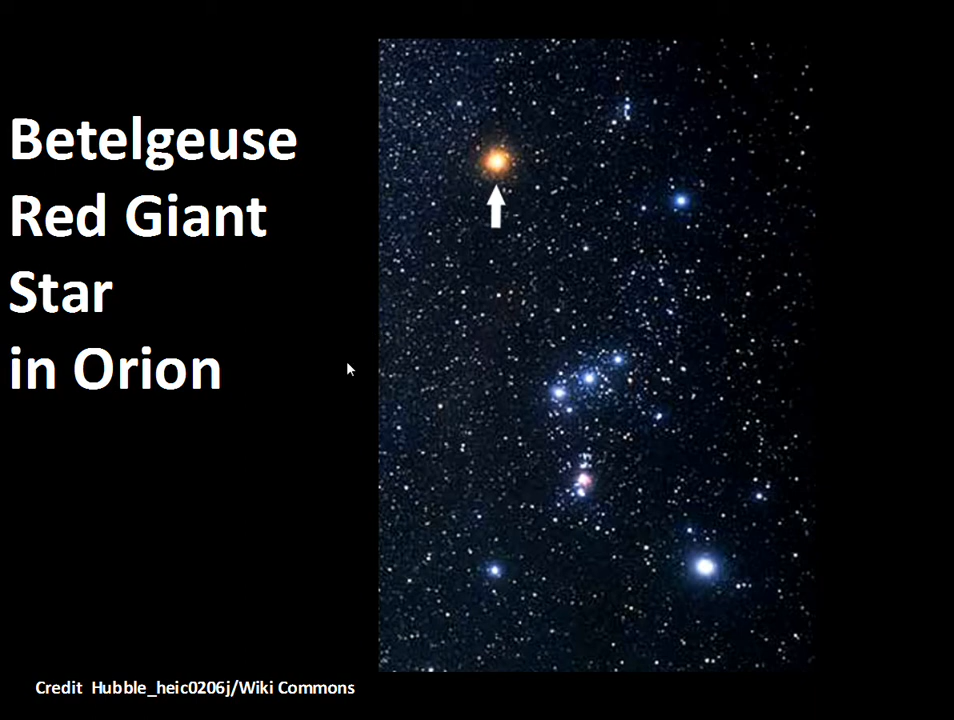 Betelgeuse
Red Giant
Star
in Orion
Credit Hubble_heic0206j/Wiki Commons